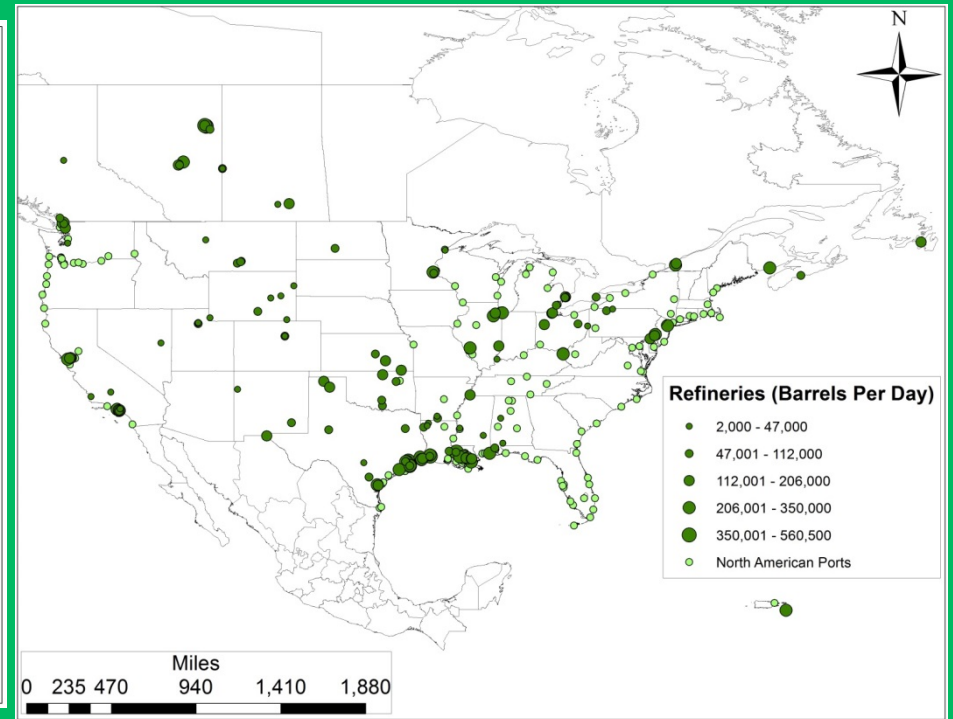 N
Refineries (Barrels Per Day)
2,000 - 47,000
47,001 - 112,000
112,001 - 206,000
206,001 - 350,000
350,001 - 560,500
North American Ports
Miles
0 235 470 940 1,410 1,880